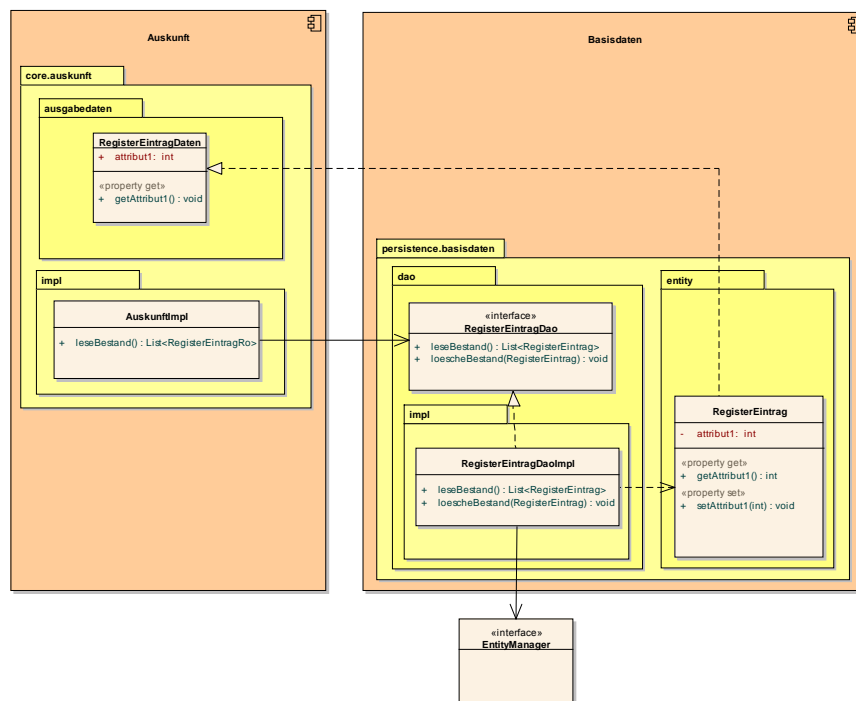 Auskunft
core.auskunft
ausgabedaten
RegisterEintragDaten
+ attribut1: int
«property get»
+ getAttribut1() : void
impl
AuskunftImpl
+ leseBestand() : List<RegisterEintragRo>
Basisdaten
persistence.basisdaten
dao
«interface»
RegisterEintragDao
+ leseBestand() : List<RegisterEintrag>
+ loescheBestand(RegisterEintrag) : void
impl
RegisterEintragDaoImpl
+ leseBestand() : List<RegisterEintrag>
+ loescheBestand(RegisterEintrag) : void
entity
RegisterEintrag
- attribut1: int
«property get»
+ getAttribut1() : int
«property set»
+ setAttribut1(int) : void
«interface»
EntityManager